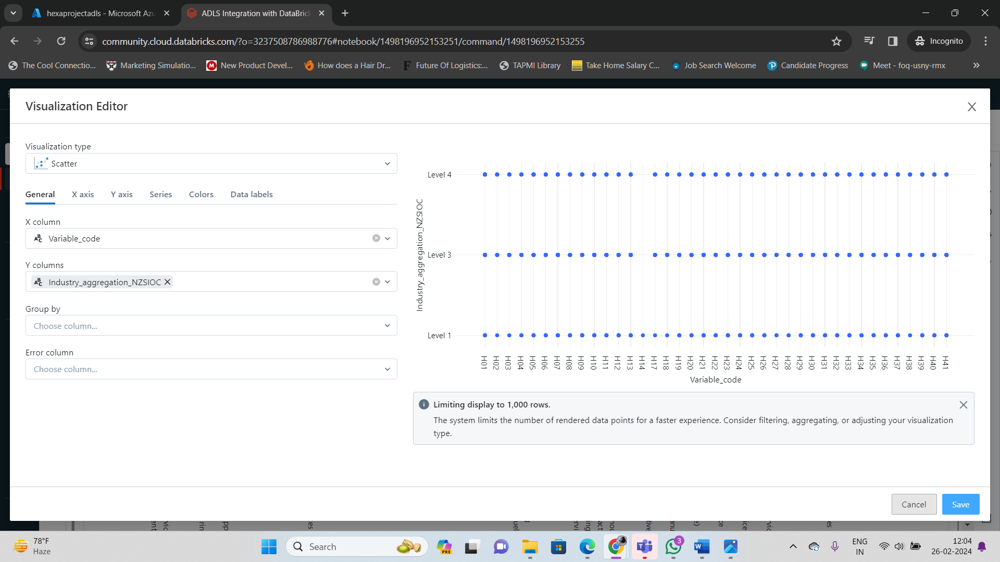 hexaprojectadls - Microsoft Azu
ADLS Integration with DataBrick
community.cloud.databricks.com/?o=3237508786988776#notebook/1498196952153251/command/1498196952153255
Incognito
The Cool Connectio...
Marketing Simulatio...
New Product Devel...
How does a Hair Dr...
Future Of Logistics:...
TAPMI Library
Take Home Salary C...
Job Search Welcome
Candidate Progress
Meet - foq-usny-rmx
Visualization Editor
Visualization type
Scatter
General X axis Y axis Series Colors Data labels
X column
Variable_code
Y columns
Industry_aggregation_NZSIOC
Group by
Choose column...
Error column
Choose column...
Industry_aggregation_NZSIOC
Level 4
Level 3
Level 1
H01 H02 H03 H04 H05 H06 H07 H08 H09 H10 H11 H12 H13 H14 H17 H18 H19 H20 H21 H22 H23 H24 H25 H26 H27 H28 H29 H30 H31 H32 H33 H34 H35 H36 H37 H38 H39 H40 H41
Variable_code
Limiting display to 1,000 rows.
The system limits the number of rendered data points for a faster experience. Consider filtering, aggregating, or adjusting your visualization
type.
Cancel Save
78°F
Haze
Search
PRE
3
ENG
IN
12:04
26-02-2024